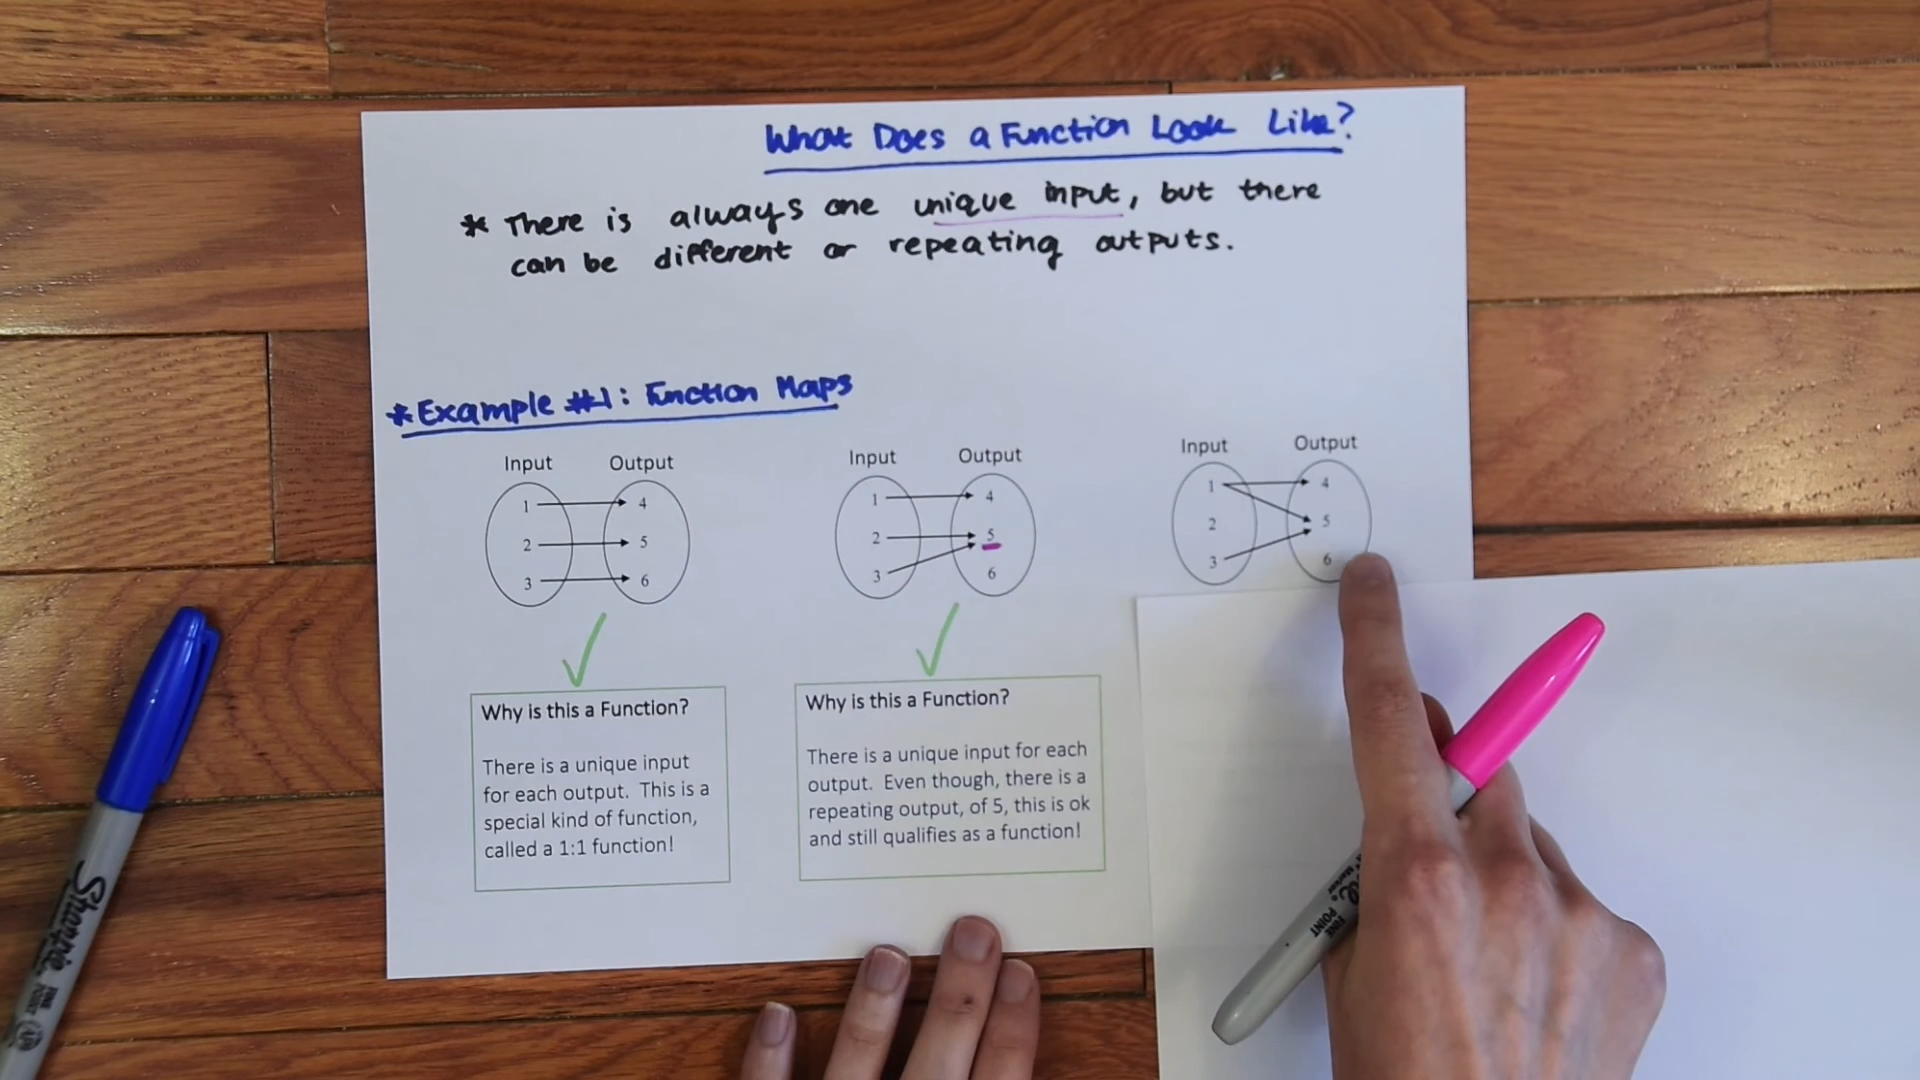 What Does a Function Look Like?
* There is always one unique input, but there
can be different or repeating outputs.
*Example #1: Function Maps
Input Output
1 4
2 5
3 6
Input Output
1 4
2 5
3 6
Input Output
1 4
2 5
3 6
Why is this a Function?
There is a unique input
for each output. This is a
special kind of function,
called a 1:1 function!
Why is this a Function?
There is a unique input for each
output. Even though, there is a
repeating output, of 5, this is ok
and still qualifies as a function!
Sharpie
FINE
POINT
FINE
POINT